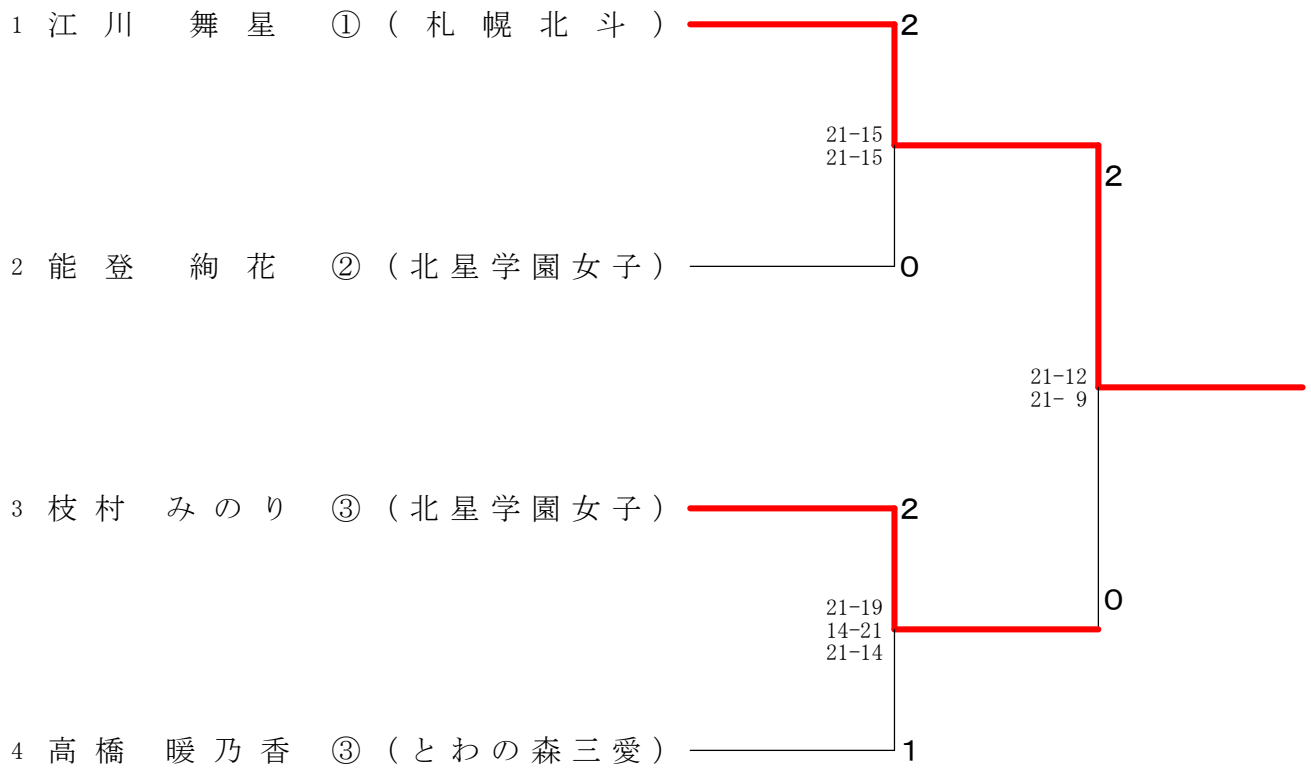 1 江川 舞星 ① (札幌北斗) 2
21-15
21-15
2
2 能登 絢花 ② (北星学園女子) 0
21-12
21- 9
3 枝村 みのり ③ (北星学園女子) 2
21-19
14-21
21-14
0
4 高橋 暖乃香 ③ (とわの森三愛) 1